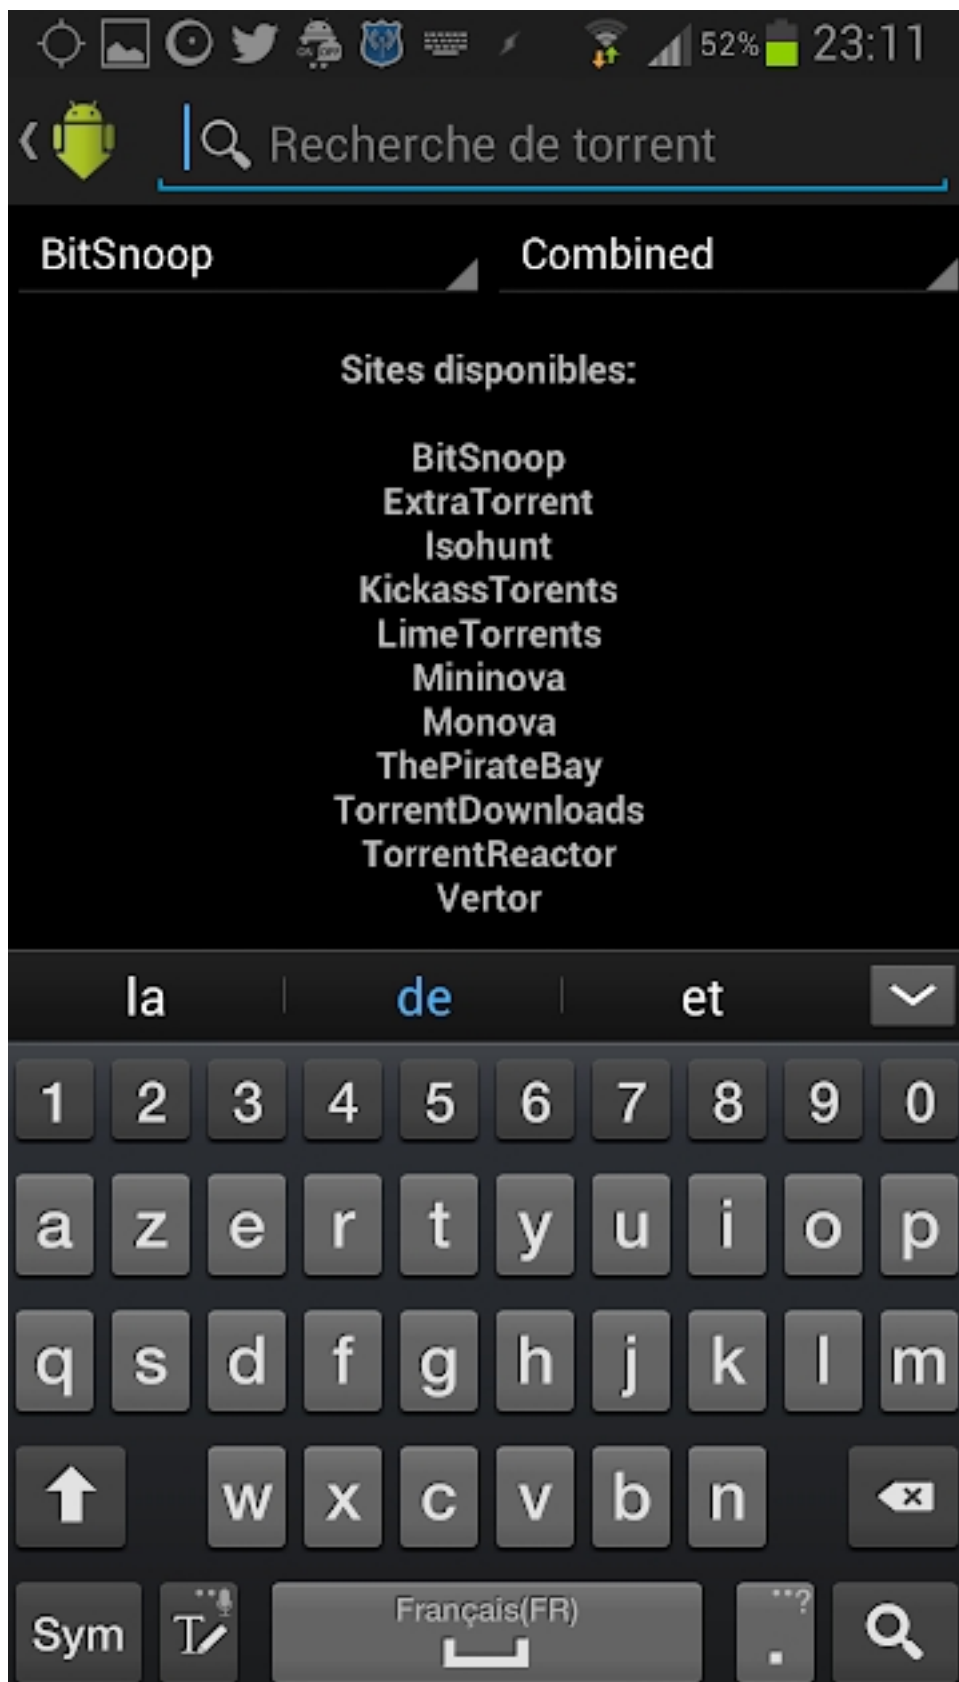 52% 23:11
Recherche de torrent
BitSnoop Combined
Sites disponibles:
BitSnoop
ExtraTorrent
Isohunt
KickassTorents
LimeTorrents
Mininova
Monova
ThePirateBay
TorrentDownloads
TorrentReactor
Vertor
la de et
1 2 3 4 5 6 7 8 9 0
a z e r t y u i o p
q s d f g h j k l m
w x c v b n
Sym T Français(FR) . ...?